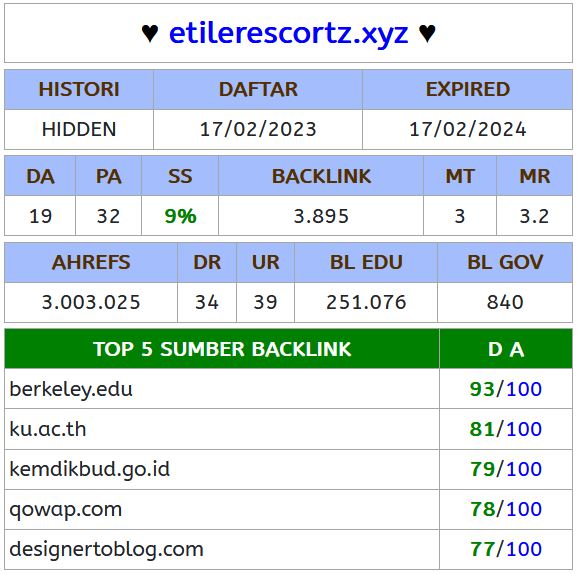 ♥ etilerescortz.xyz ♥
HISTORI DAFTAR EXPIRED
HIDDEN 17/02/2023 17/02/2024
DA PA SS BACKLINK MT MR
19 32 9% 3.895 3 3.2
AHREFS DR UR BL EDU BL GOV
3.003.025 34 39 251.076 840
TOP 5 SUMBER BACKLINK D A
berkeley.edu 93/100
ku.ac.th 81/100
kemdikbud.go.id 79/100
qowap.com 78/100
designertoblog.com 77/100